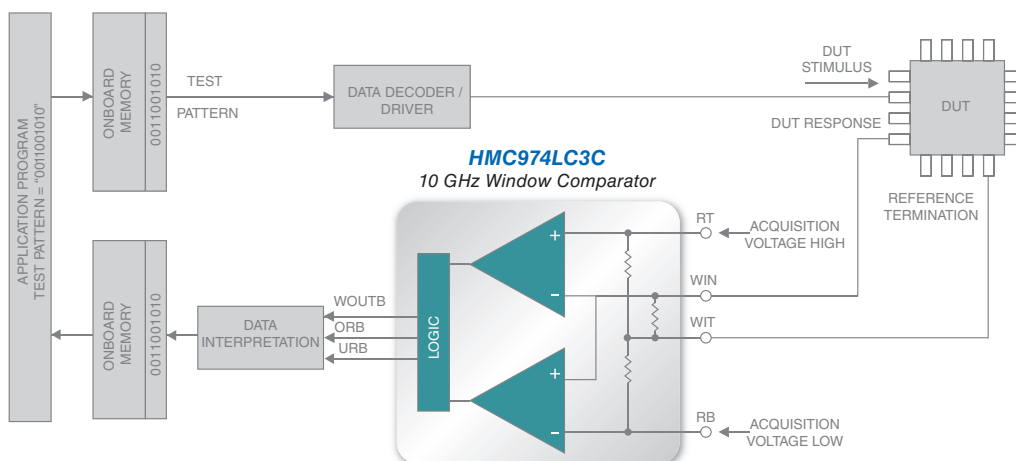 APPLICATION PROGRAM
TEST PATTERN = "0011001010"
ONBOARD
MEMORY
0011001010
TEST
PATTERN
DATA DECODER /
DRIVER
DUT
STIMULUS
DUT
DUT RESPONSE
REFERENCE
TERMINATION
HMC974LC3C
10 GHz Window Comparator
RT
ACQUISITION
VOLTAGE HIGH
+
–
WIN
WIT
LOGIC
+
–
RB
ACQUISITION
VOLTAGE LOW
WOUTB
ORB
URB
DATA
INTERPRETATION
ONBOARD
MEMORY
0011001010